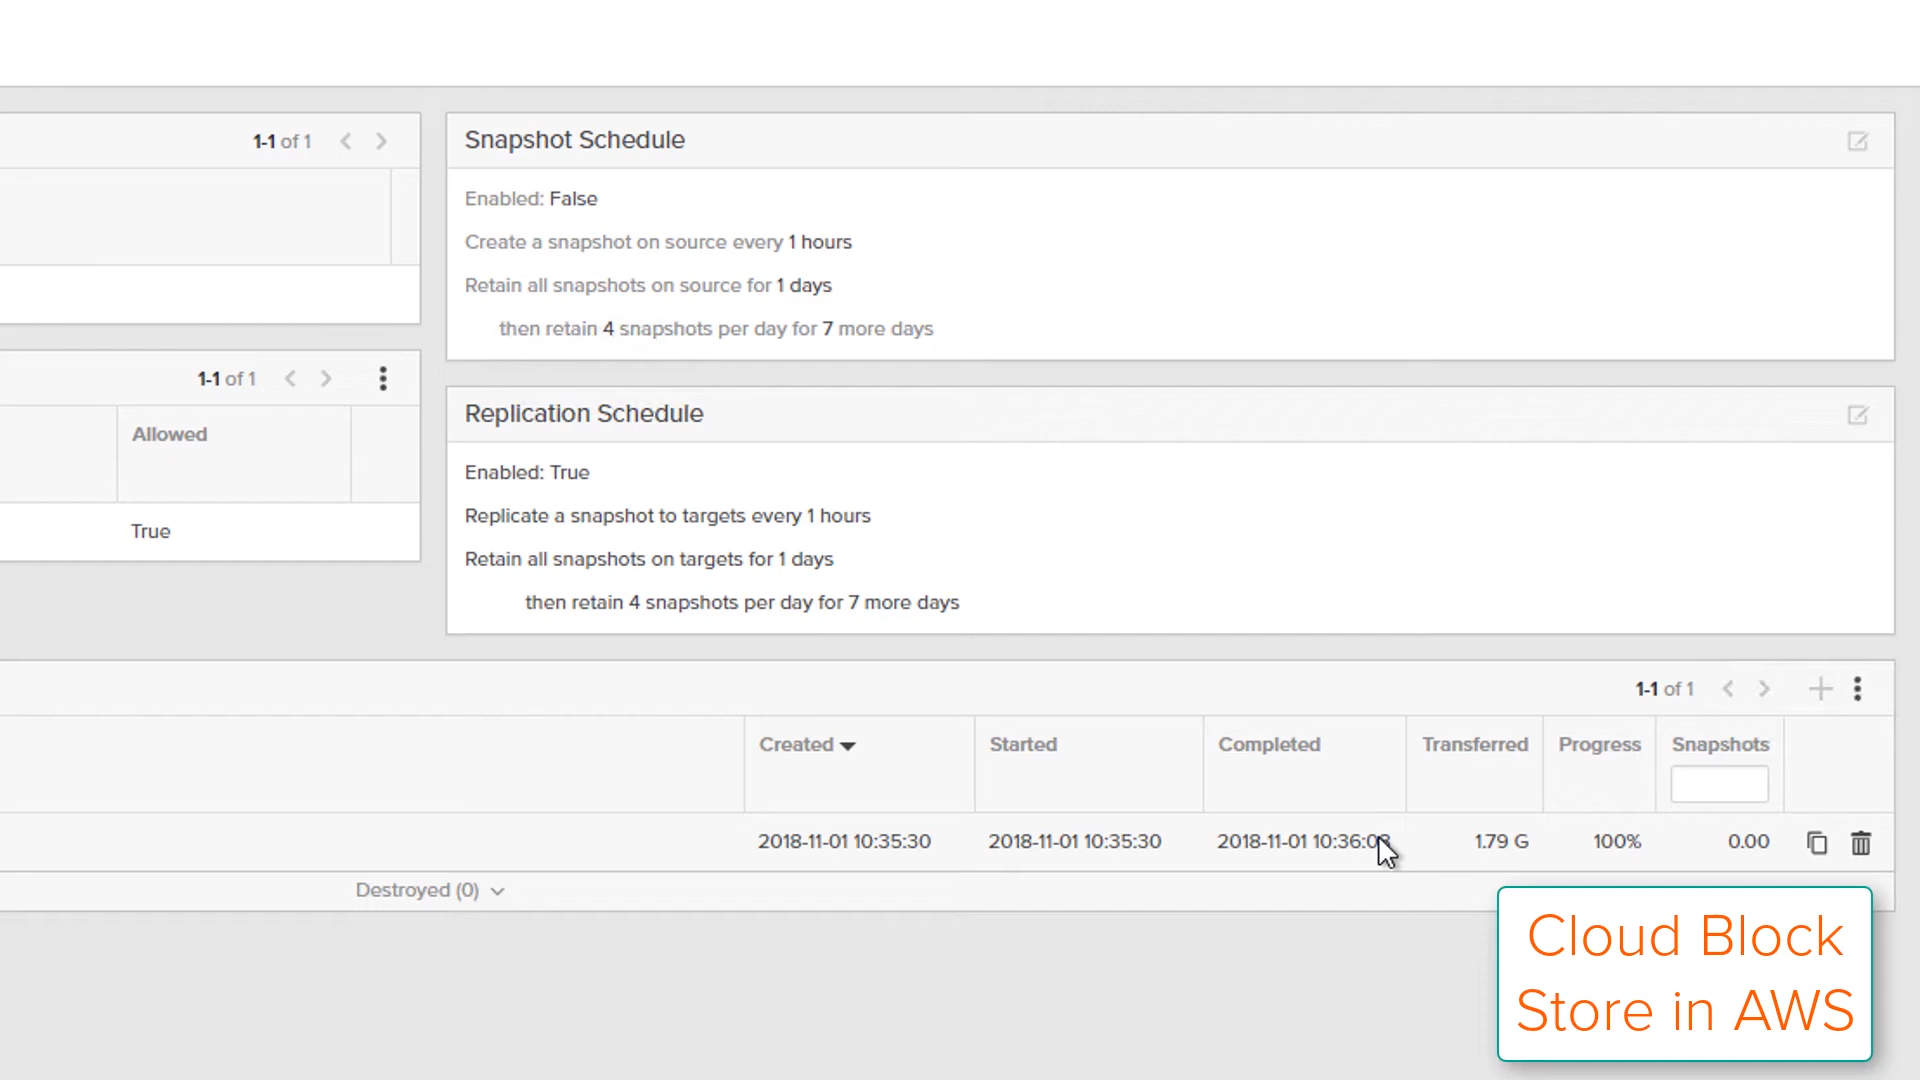 1-1 of 1
Snapshot Schedule
Enabled: False
Create a snapshot on source every 1 hours
Retain all snapshots on source for 1 days
then retain 4 snapshots per day for 7 more days
1-1 of 1
Allowed
True
Replication Schedule
Enabled: True
Replicate a snapshot to targets every 1 hours
Retain all snapshots on targets for 1 days
then retain 4 snapshots per day for 7 more days
1-1 of 1
Created Started Completed Transferred Progress Snapshots
2018-11-01 10:35:30 2018-11-01 10:35:30 2018-11-01 1.79 G 100% 0.00
Destroyed (0)
Cloud Block
Store in AWS